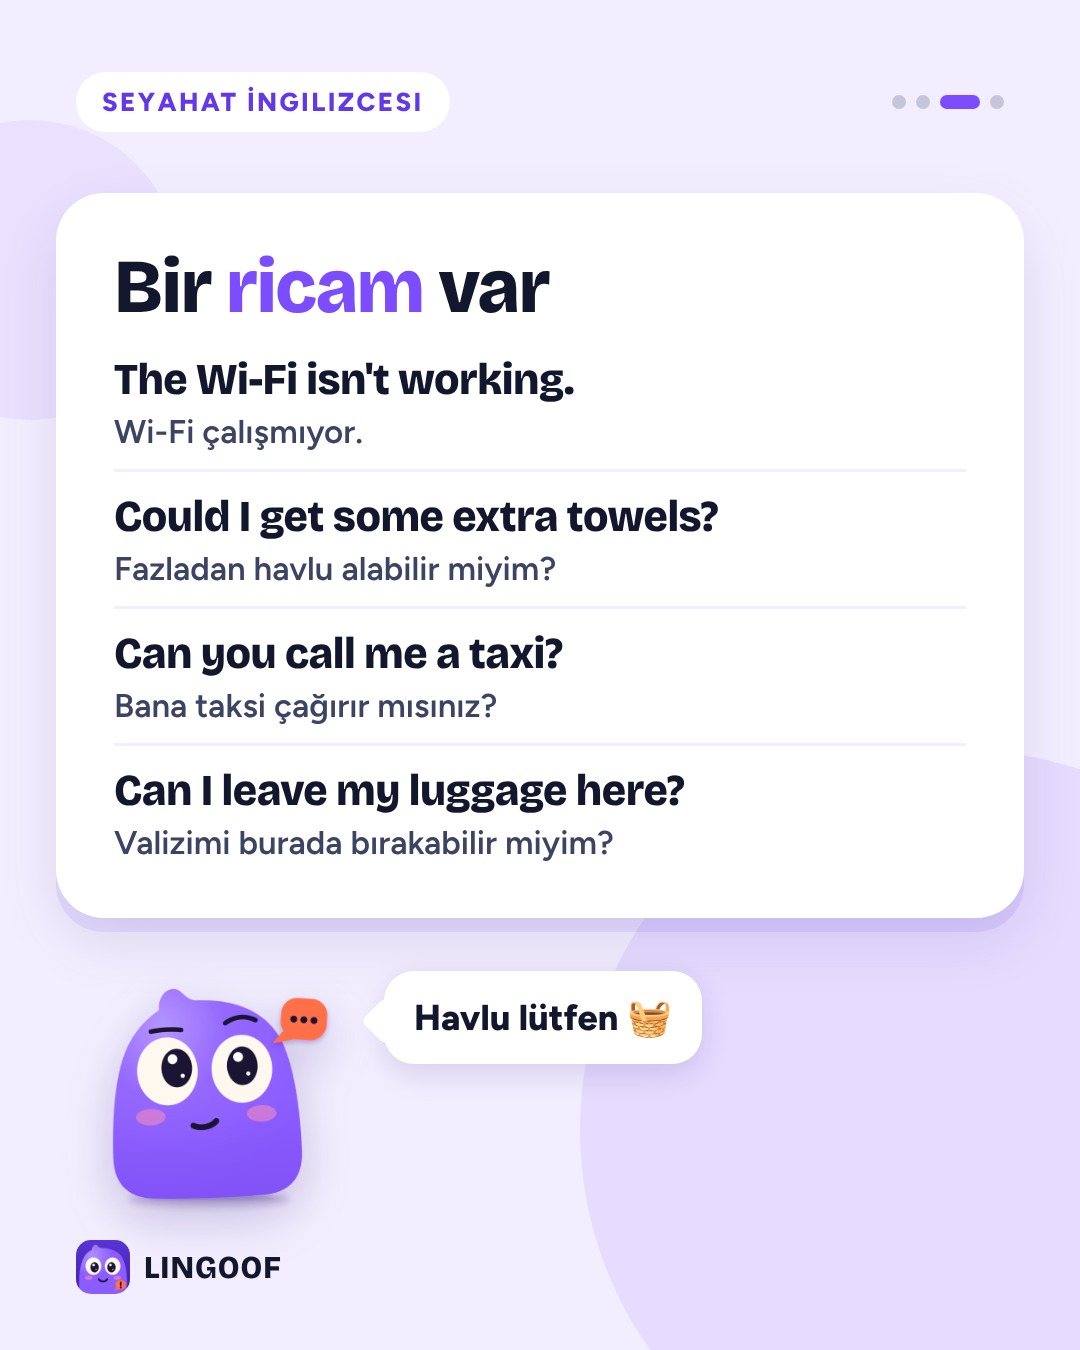 SEYAHAT İNGILIZCESI
Bir ricam var
The Wi-Fi isn't working.
Wi-Fi çalışmıyor.
Could I get some extra towels?
Fazladan havlu alabilir miyim?
Can you call me a taxi?
Bana taksi çağırır mısınız?
Can I leave my luggage here?
Valizimi burada bırakabilir miyim?
Havlu lütfen 🧺
LINGOOF